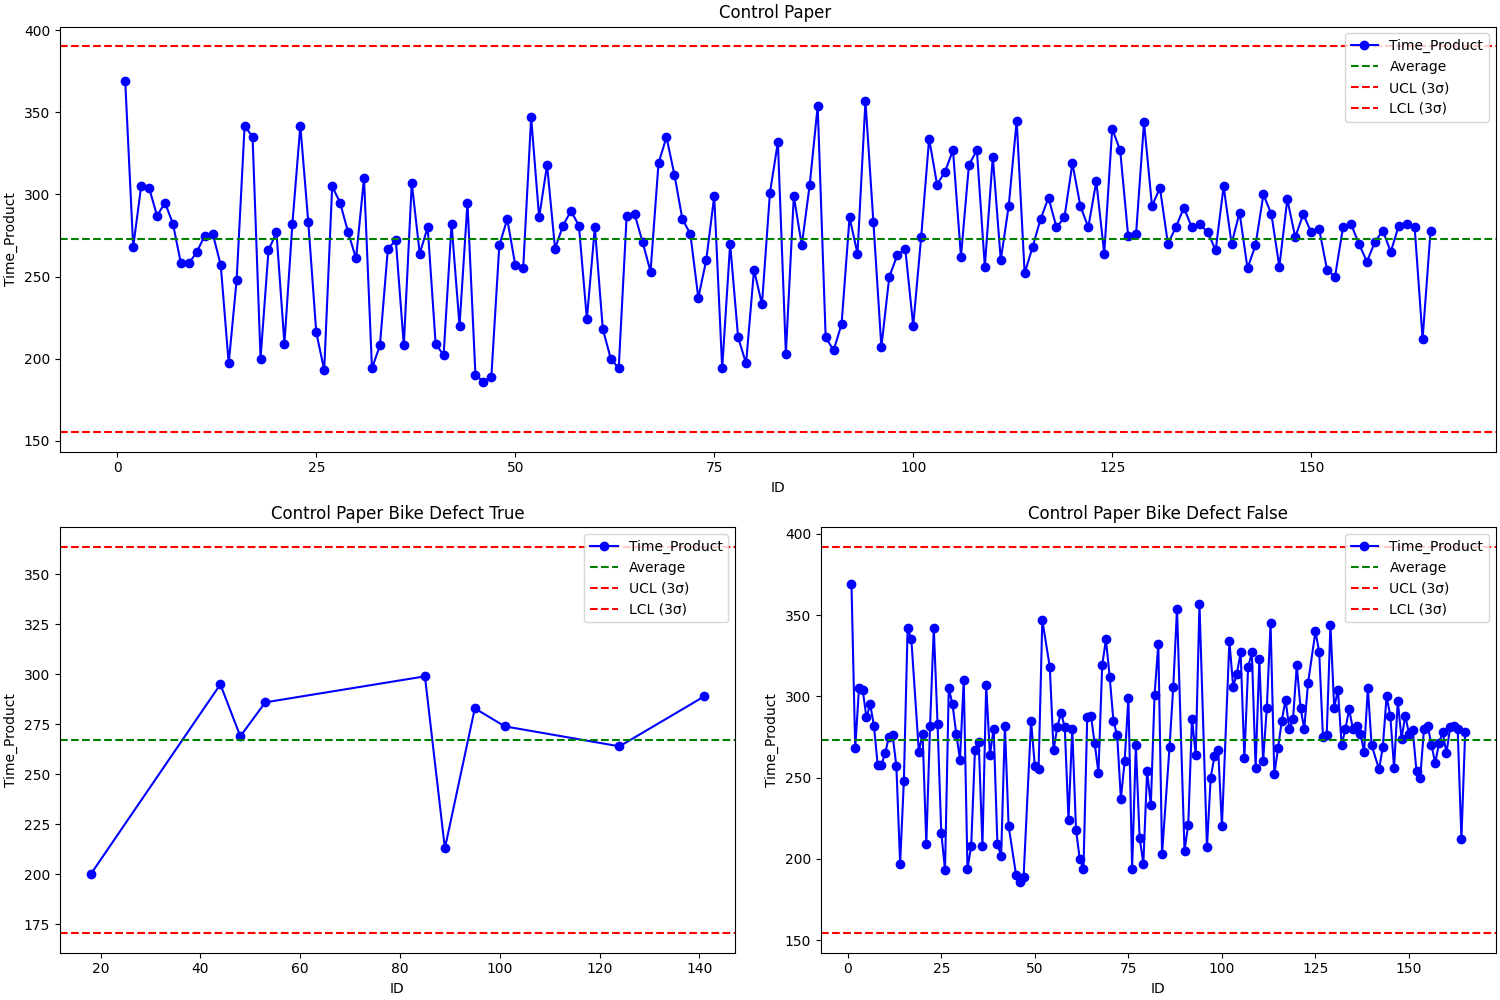 Control Paper
Time_Product
400
350
300
250
200
150
0
25
50
75
100
125
150
ID
Time_Product
Average
UCL (3σ)
LCL (3σ)
Control Paper Bike Defect True
Time_Product
350
325
300
275
250
225
200
175
20
40
60
80
100
120
140
ID
Time_Product
Average
UCL (3σ)
LCL (3σ)
Control Paper Bike Defect False
Time_Product
400
350
300
250
200
150
0
25
50
75
100
125
150
ID
Time_Product
Average
UCL (3σ)
LCL (3σ)